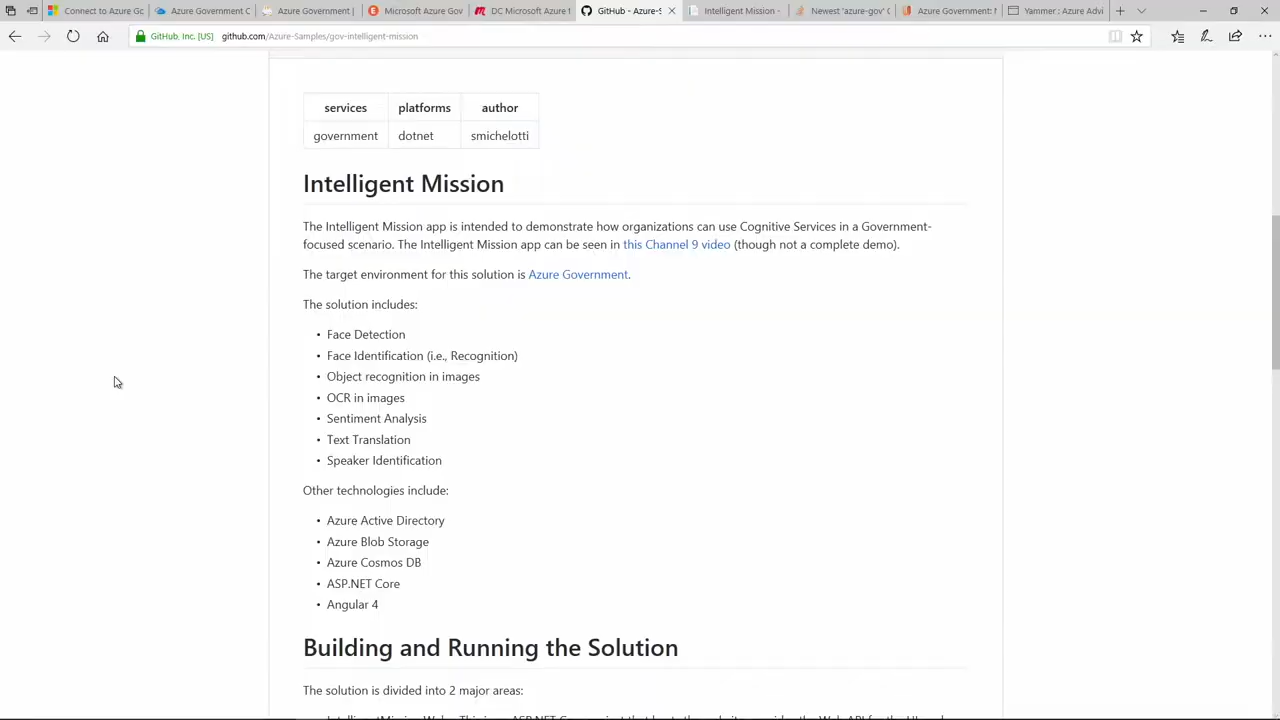 Connect to Azure Go
Azure Government C
Azure Government |
Microsoft Azure Gov
DC Microsoft Azure G
GitHub - Azure-S
Intelligent Mission -
Newest 'azure-gov' Q
Azure Government: F
Yammer : Azure Advi
GitHub, Inc. [US] github.com/Azure-Samples/gov-intelligent-mission
services platforms author
government dotnet smichelotti
Intelligent Mission
The Intelligent Mission app is intended to demonstrate how organizations can use Cognitive Services in a Government-
focused scenario. The Intelligent Mission app can be seen in this Channel 9 video (though not a complete demo).
The target environment for this solution is Azure Government.
The solution includes:
• Face Detection
• Face Identification (i.e., Recognition)
• Object recognition in images
• OCR in images
• Sentiment Analysis
• Text Translation
• Speaker Identification
Other technologies include:
• Azure Active Directory
• Azure Blob Storage
• Azure Cosmos DB
• ASP.NET Core
• Angular 4
Building and Running the Solution
The solution is divided into 2 major areas: